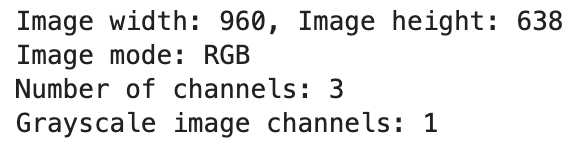 Image width: 960, Image height: 638
Image mode: RGB
Number of channels: 3
Grayscale image channels: 1